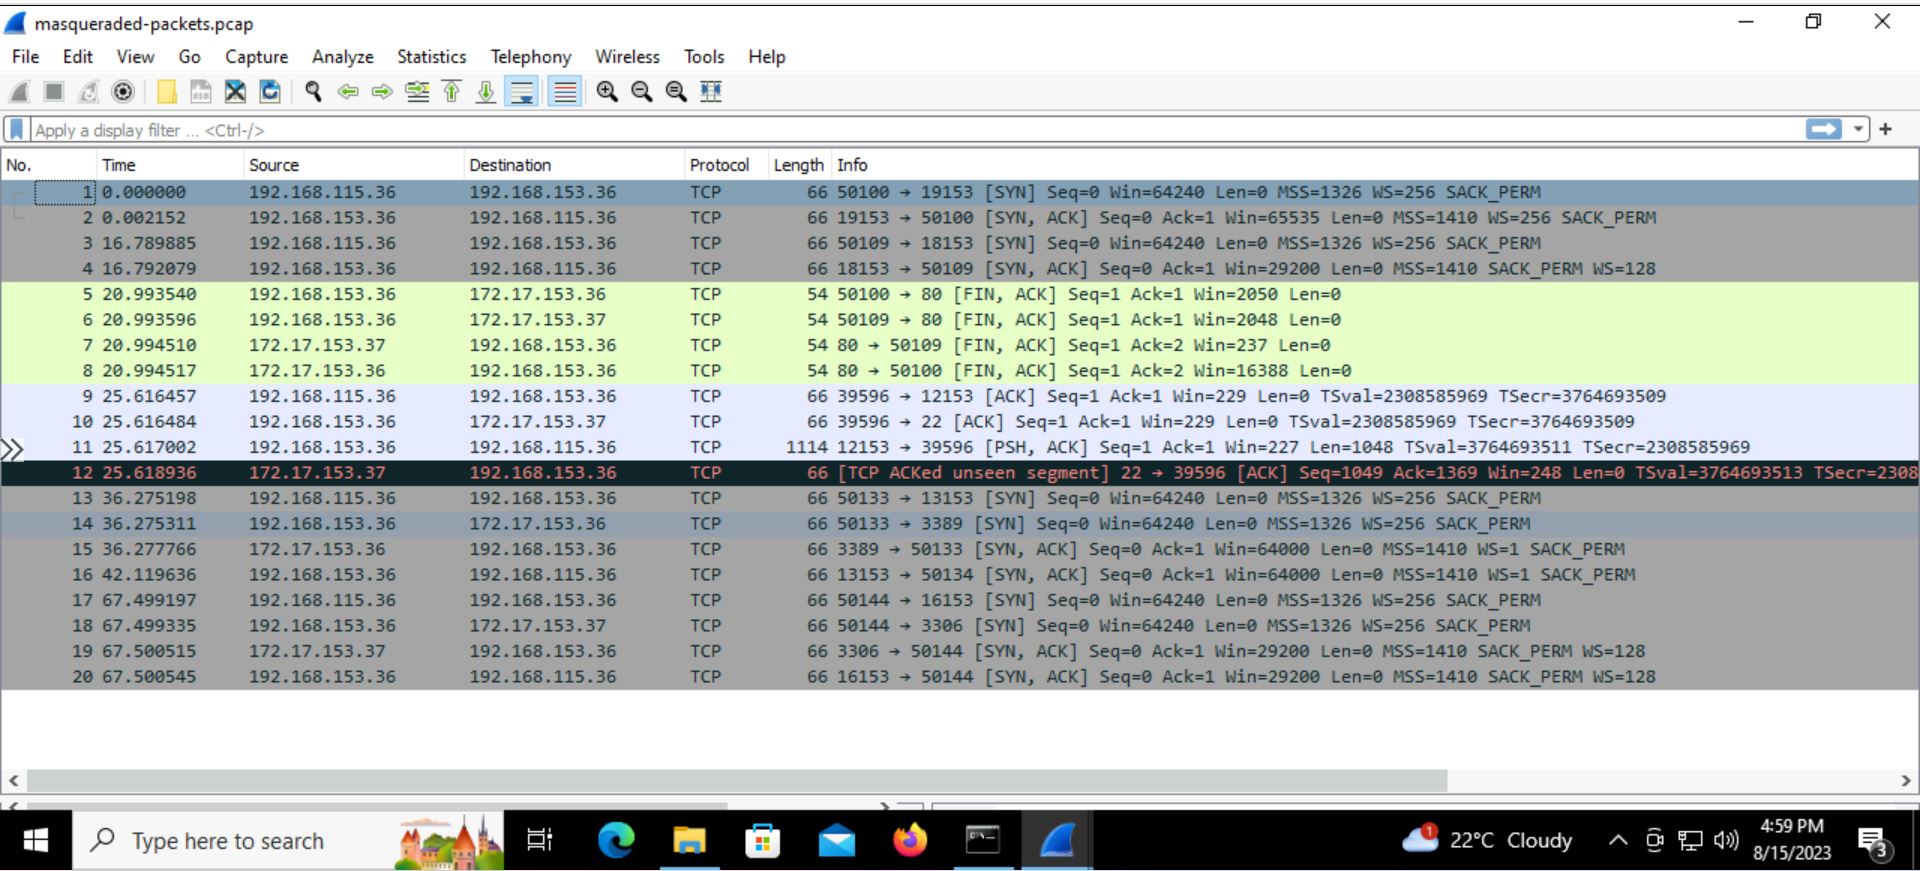 masqueraded-packets.pcap
File Edit View Go Capture Analyze Statistics Telephony Wireless Tools Help
Apply a display filter ... <Ctrl-/>
No. Time Source Destination Protocol Length Info
1 0.000000 192.168.115.36 192.168.153.36 TCP 66 50100 → 19153 [SYN] Seq=0 Win=64240 Len=0 MSS=1326 WS=256 SACK_PERM
2 0.002152 192.168.153.36 192.168.115.36 TCP 66 19153 → 50100 [SYN, ACK] Seq=0 Ack=1 Win=65535 Len=0 MSS=1410 WS=256 SACK_PERM
3 16.789885 192.168.115.36 192.168.153.36 TCP 66 50109 → 18153 [SYN] Seq=0 Win=64240 Len=0 MSS=1326 WS=256 SACK_PERM
4 16.792079 192.168.153.36 192.168.115.36 TCP 66 18153 → 50109 [SYN, ACK] Seq=0 Ack=1 Win=29200 Len=0 MSS=1410 SACK_PERM WS=128
5 20.993540 192.168.153.36 172.17.153.36 TCP 54 50100 → 80 [FIN, ACK] Seq=1 Ack=1 Win=2050 Len=0
6 20.993596 192.168.153.36 172.17.153.37 TCP 54 50109 → 80 [FIN, ACK] Seq=1 Ack=1 Win=2048 Len=0
7 20.994510 172.17.153.37 192.168.153.36 TCP 54 80 → 50109 [FIN, ACK] Seq=1 Ack=2 Win=237 Len=0
8 20.994517 172.17.153.36 192.168.153.36 TCP 54 80 → 50100 [FIN, ACK] Seq=1 Ack=2 Win=16388 Len=0
9 25.616457 192.168.115.36 192.168.153.36 TCP 66 39596 → 12153 [ACK] Seq=1 Ack=1 Win=229 Len=0 TSval=2308585969 TSecr=3764693509
10 25.616484 192.168.153.36 172.17.153.37 TCP 66 39596 → 22 [ACK] Seq=1 Ack=1 Win=229 Len=0 TSval=2308585969 TSecr=3764693509
11 25.617002 192.168.153.36 192.168.115.36 TCP 1114 12153 → 39596 [PSH, ACK] Seq=1 Ack=1 Win=227 Len=1048 TSval=3764693511 TSecr=2308585969
12 25.618936 172.17.153.37 192.168.153.36 TCP 66 [TCP ACKed unseen segment] 22 → 39596 [ACK] Seq=1049 Ack=1369 Win=248 Len=0 TSval=3764693513 TSecr=2308
13 36.275198 192.168.115.36 192.168.153.36 TCP 66 50133 → 13153 [SYN] Seq=0 Win=64240 Len=0 MSS=1326 WS=256 SACK_PERM
14 36.275311 192.168.153.36 172.17.153.36 TCP 66 50133 → 3389 [SYN] Seq=0 Win=64240 Len=0 MSS=1326 WS=256 SACK_PERM
15 36.277766 172.17.153.36 192.168.153.36 TCP 66 3389 → 50133 [SYN, ACK] Seq=0 Ack=1 Win=64000 Len=0 MSS=1410 WS=1 SACK_PERM
16 42.119636 192.168.153.36 192.168.115.36 TCP 66 13153 → 50134 [SYN, ACK] Seq=0 Ack=1 Win=64000 Len=0 MSS=1410 WS=1 SACK_PERM
17 67.499197 192.168.115.36 192.168.153.36 TCP 66 50144 → 16153 [SYN] Seq=0 Win=64240 Len=0 MSS=1326 WS=256 SACK_PERM
18 67.499335 192.168.153.36 172.17.153.37 TCP 66 50144 → 3306 [SYN] Seq=0 Win=64240 Len=0 MSS=1326 WS=256 SACK_PERM
19 67.500515 172.17.153.37 192.168.153.36 TCP 66 3306 → 50144 [SYN, ACK] Seq=0 Ack=1 Win=29200 Len=0 MSS=1410 SACK_PERM WS=128
20 67.500545 192.168.153.36 192.168.115.36 TCP 66 16153 → 50144 [SYN, ACK] Seq=0 Ack=1 Win=29200 Len=0 MSS=1410 SACK_PERM WS=128
Type here to search
1
22°C Cloudy
4:59 PM
8/15/2023
3